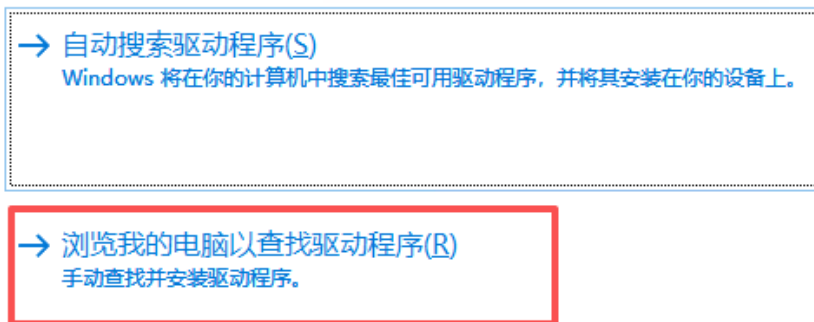 → 自动搜索驱动程序(S)
Windows 将在你的计算机中搜索最佳可用驱动程序，并将其安装在你的设备上。
→ 浏览我的电脑以查找驱动程序(R)
手动查找并安装驱动程序。